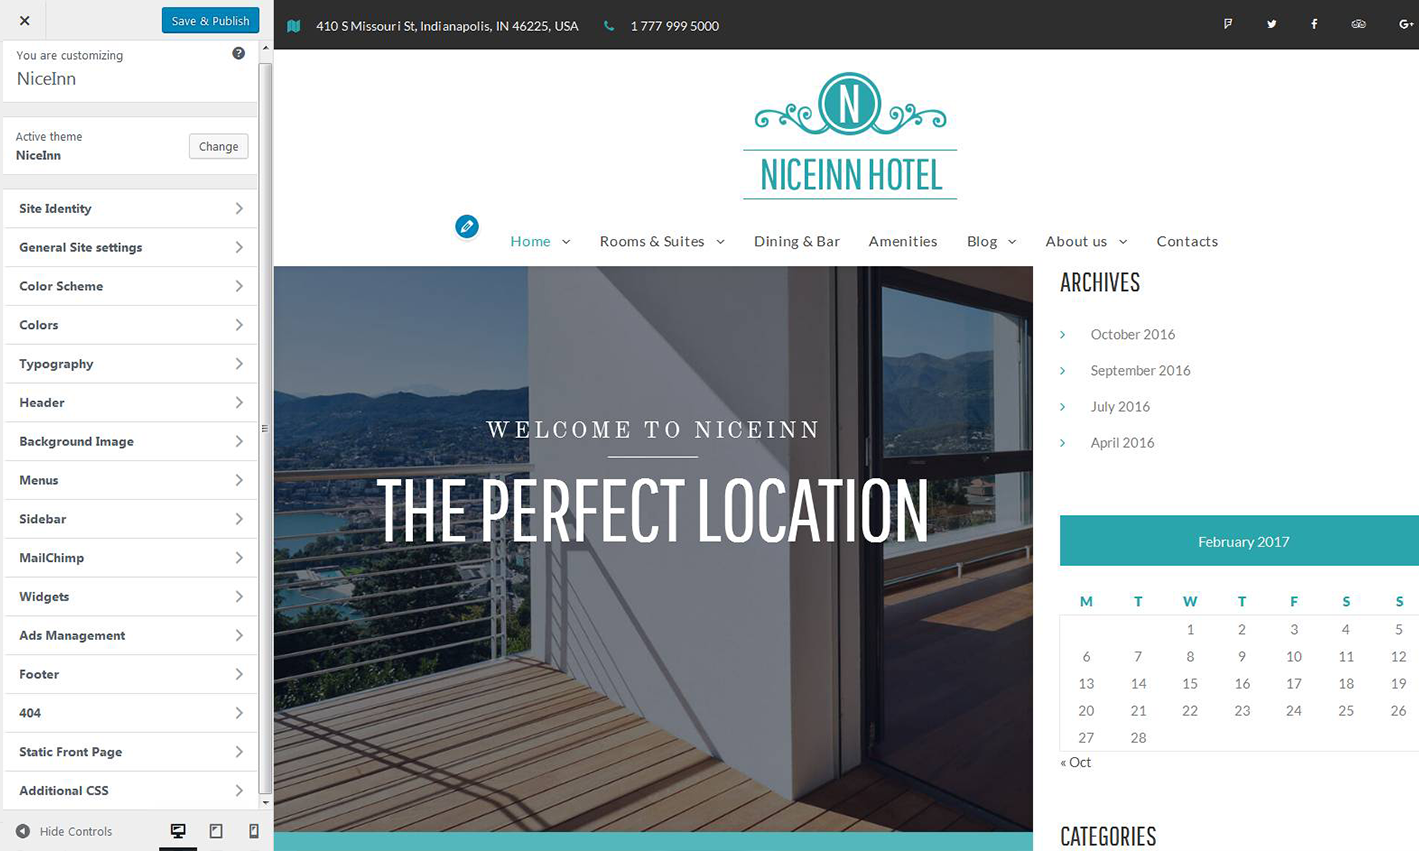 Save & Publish
You are customizing
NiceInn
Active theme
NiceInn
Change
Site Identity
General Site settings
Color Scheme
Colors
Typography
Header
Background Image
Menus
Sidebar
MailChimp
Widgets
Ads Management
Footer
404
Static Front Page
Additional CSS
Hide Controls
410 S Missouri St, Indianapolis, IN 46225, USA 1 777 999 5000
N
NICEINN HOTEL
Home Rooms & Suites Dining & Bar Amenities Blog About us Contacts
WELCOME TO NICEINN
THE PERFECT LOCATION
ARCHIVES
October 2016
September 2016
July 2016
April 2016
February 2017
M T W T F S S
1 2 3 4 5
6 7 8 9 10 11 12
13 14 15 16 17 18 19
20 21 22 23 24 25 26
27 28
« Oct
CATEGORIES